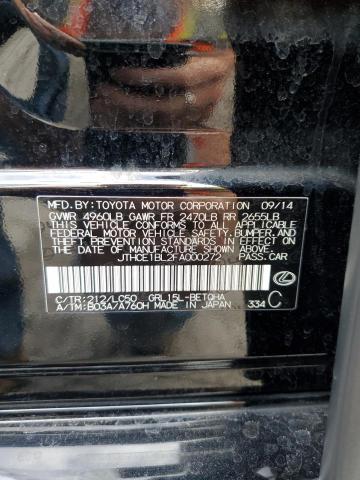 MFD.BY:TOYOTA MOTOR CORPORATION 09/14
GVWR 4960LB GAWR FR 2470LB RR 2655LB
THIS VEHICLE CONFORMS TO ALL APPLICABLE
FEDERAL MOTOR VEHICLE SAFETY, BUMPER, AND
THEFT PREVENTION STANDARDS IN EFFECT
ON THE DATE OF MANUFACTURE SHOWN
ABOVE. JTHCE1BL2FA000272 PASS.CAR
C/TR:212/LC50 GRL15L-BETQHA
A/TM:B03A/A760H MADE IN JAPAN 334 C